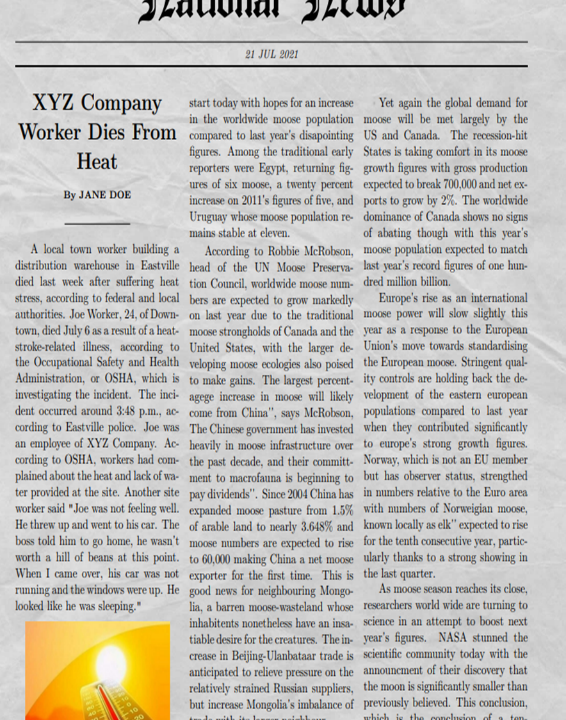 National News
21 JUL 2021
XYZ Company
Worker Dies From
Heat
By JANE DOE
A local town worker building a
distribution warehouse in Eastville
died last week after suffering heat
stress, according to federal and local
authorities. Joe Worker, 24, of Down-
town, died July 6 as a result of a heat-
stroke-related illness, according to
the Occupational Safety and Health
Administration, or OSHA, which is
investigating the incident. The inci-
dent occurred around 3:48 p.m., ac-
cording to Eastville police. Joe was
an employee of XYZ Company. Ac-
cording to OSHA, workers had com-
plained about the heat and lack of wa-
ter provided at the site. Another site
worker said "Joe was not feeling well.
He threw up and went to his car. The
boss told him to go home, he wasn't
worth a hill of beans at this point.
When I came over, his car was not
running and the windows were up. He
looked like he was sleeping."
start today with hopes for an increase
in the worldwide moose population
compared to last year's disapointing
figures. Among the traditional early
reporters were Egypt, returning fig-
ures of six moose, a twenty percent
increase on 2011's figures of five, and
Uruguay whose moose population re-
mains stable at eleven.
According to Robbie McRobson,
head of the UN Moose Preserva-
tion Council, worldwide moose num-
bers are expected to grow markedly
on last year due to the traditional
moose strongholds of Canada and the
United States, with the larger de-
veloping moose ecologies also poised
to make gains. The largest percent-
agege increase in moose will likely
come from China", says McRobson,
The Chinese government has invested
heavily in moose infrastructure over
the past decade, and their committ-
ment to macrofauna is beginning to
pay dividends". Since 2004 China has
expanded moose pasture from 1.5%
of arable land to nearly 3.648% and
moose numbers are expected to rise
to 60,000 making China a net moose
exporter for the first time. This is
good news for neighbouring Mongo-
lia, a barren moose-wasteland whose
inhabitents nonetheless have an insa-
tiable desire for the creatures. The in-
crease in Beijing-Ulanbataar trade is
anticipated to relieve pressure on the
relatively strained Russian suppliers,
but increase Mongolia's imbalance of
trade with its larger neighbour.
Yet again the global demand for
moose will be met largely by the
US and Canada. The recession-hit
States is taking comfort in its moose
growth figures with gross production
expected to break 700,000 and net ex-
ports to grow by 2%. The worldwide
dominance of Canada shows no signs
of abating though with this year's
moose population expected to match
last year's record figures of one hun-
dred million billion.
Europe's rise as an international
moose power will slow slightly this
year as a response to the European
Union's move towards standardising
the European moose. Stringent qual-
ity controls are holding back the de-
velopment of the eastern european
populations compared to last year
when they contributed significantly
to europe's strong growth figures.
Norway, which is not an EU member
but has observer status, strengthed
in numbers relative to the Euro area
with numbers of Norweigian moose,
known locally as elk" expected to rise
for the tenth consecutive year, partic-
ularly thanks to a strong showing in
the last quarter.
As moose season reaches its close,
researchers world wide are turning to
science in an attempt to boost next
year's figures. NASA stunned the
scientific community today with the
announcment of their discovery that
the moon is significantly smaller than
previously believed. This conclusion,
which is the conclusion of a ten-